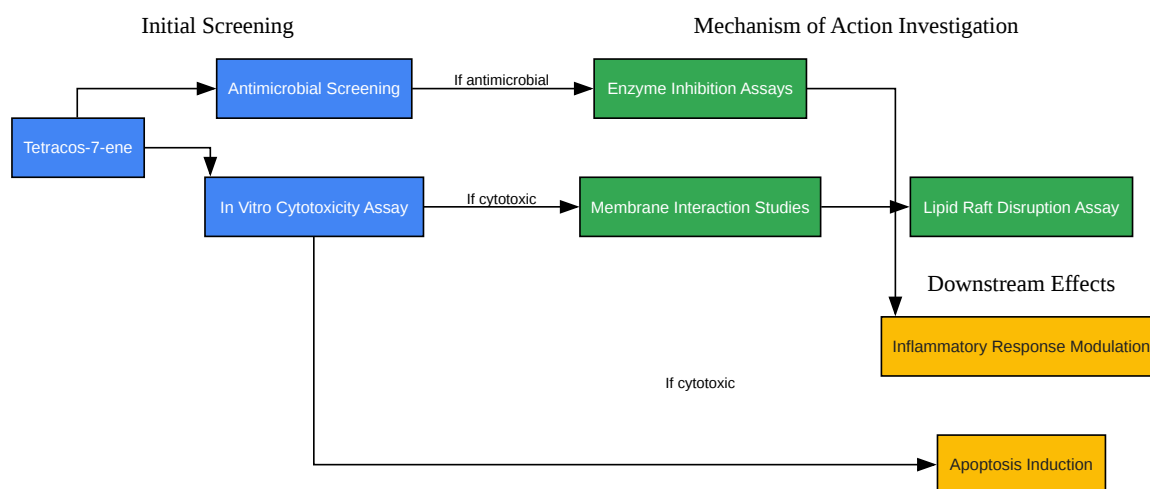 Initial Screening
Mechanism of Action Investigation
Antimicrobial Screening
If antimicrobial
Enzyme Inhibition Assays
Tetracos-7-ene
In Vitro Cytotoxicity Assay
If cytotoxic
Membrane Interaction Studies
Lipid Raft Disruption Assay
Downstream Effects
Inflammatory Response Modulation
If cytotoxic
Apoptosis Induction